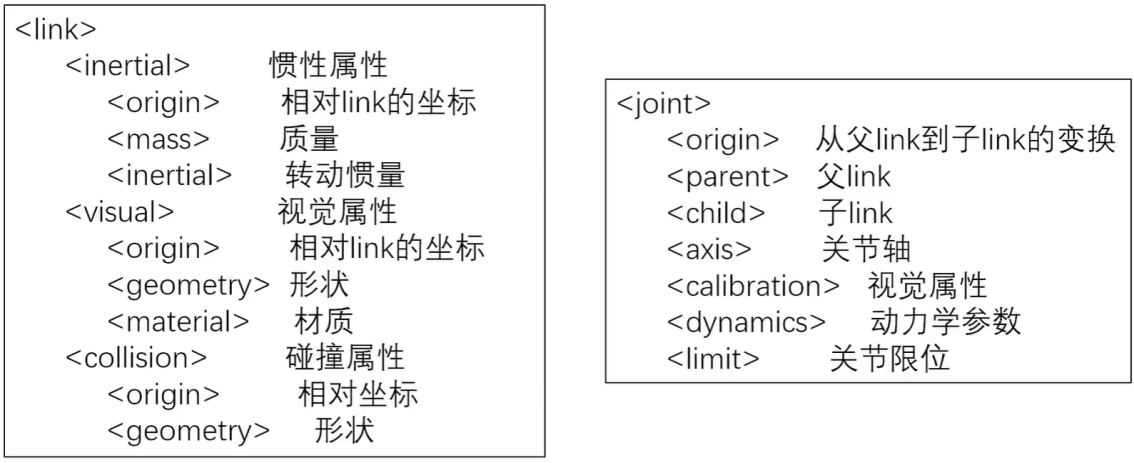 <link>
<inertial> 惯性属性
<origin> 相对link的坐标
<mass> 质量
<inertial> 转动惯量
<visual> 视觉属性
<origin> 相对link的坐标
<geometry> 形状
<material> 材质
<collision> 碰撞属性
<origin> 相对坐标
<geometry> 形状
<joint>
<origin> 从父link到子link的变换
<parent> 父link
<child> 子link
<axis> 关节轴
<calibration> 视觉属性
<dynamics> 动力学参数
<limit> 关节限位